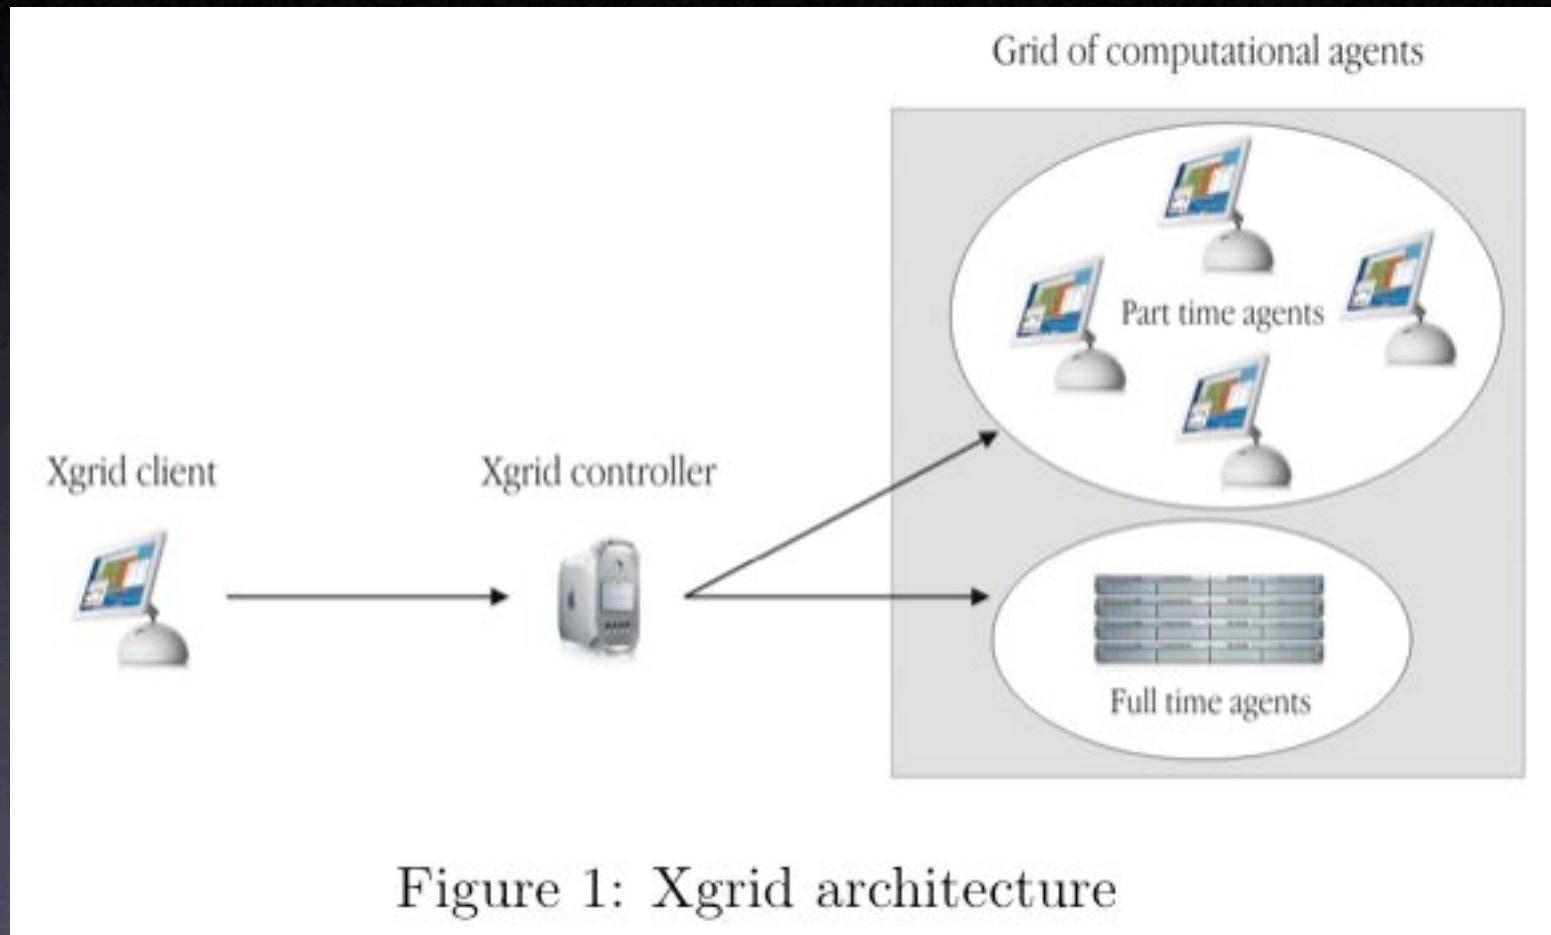 Grid of computational agents
Part time agents
Xgrid client
Xgrid controller
Full time agents
Figure 1: Xgrid architecture